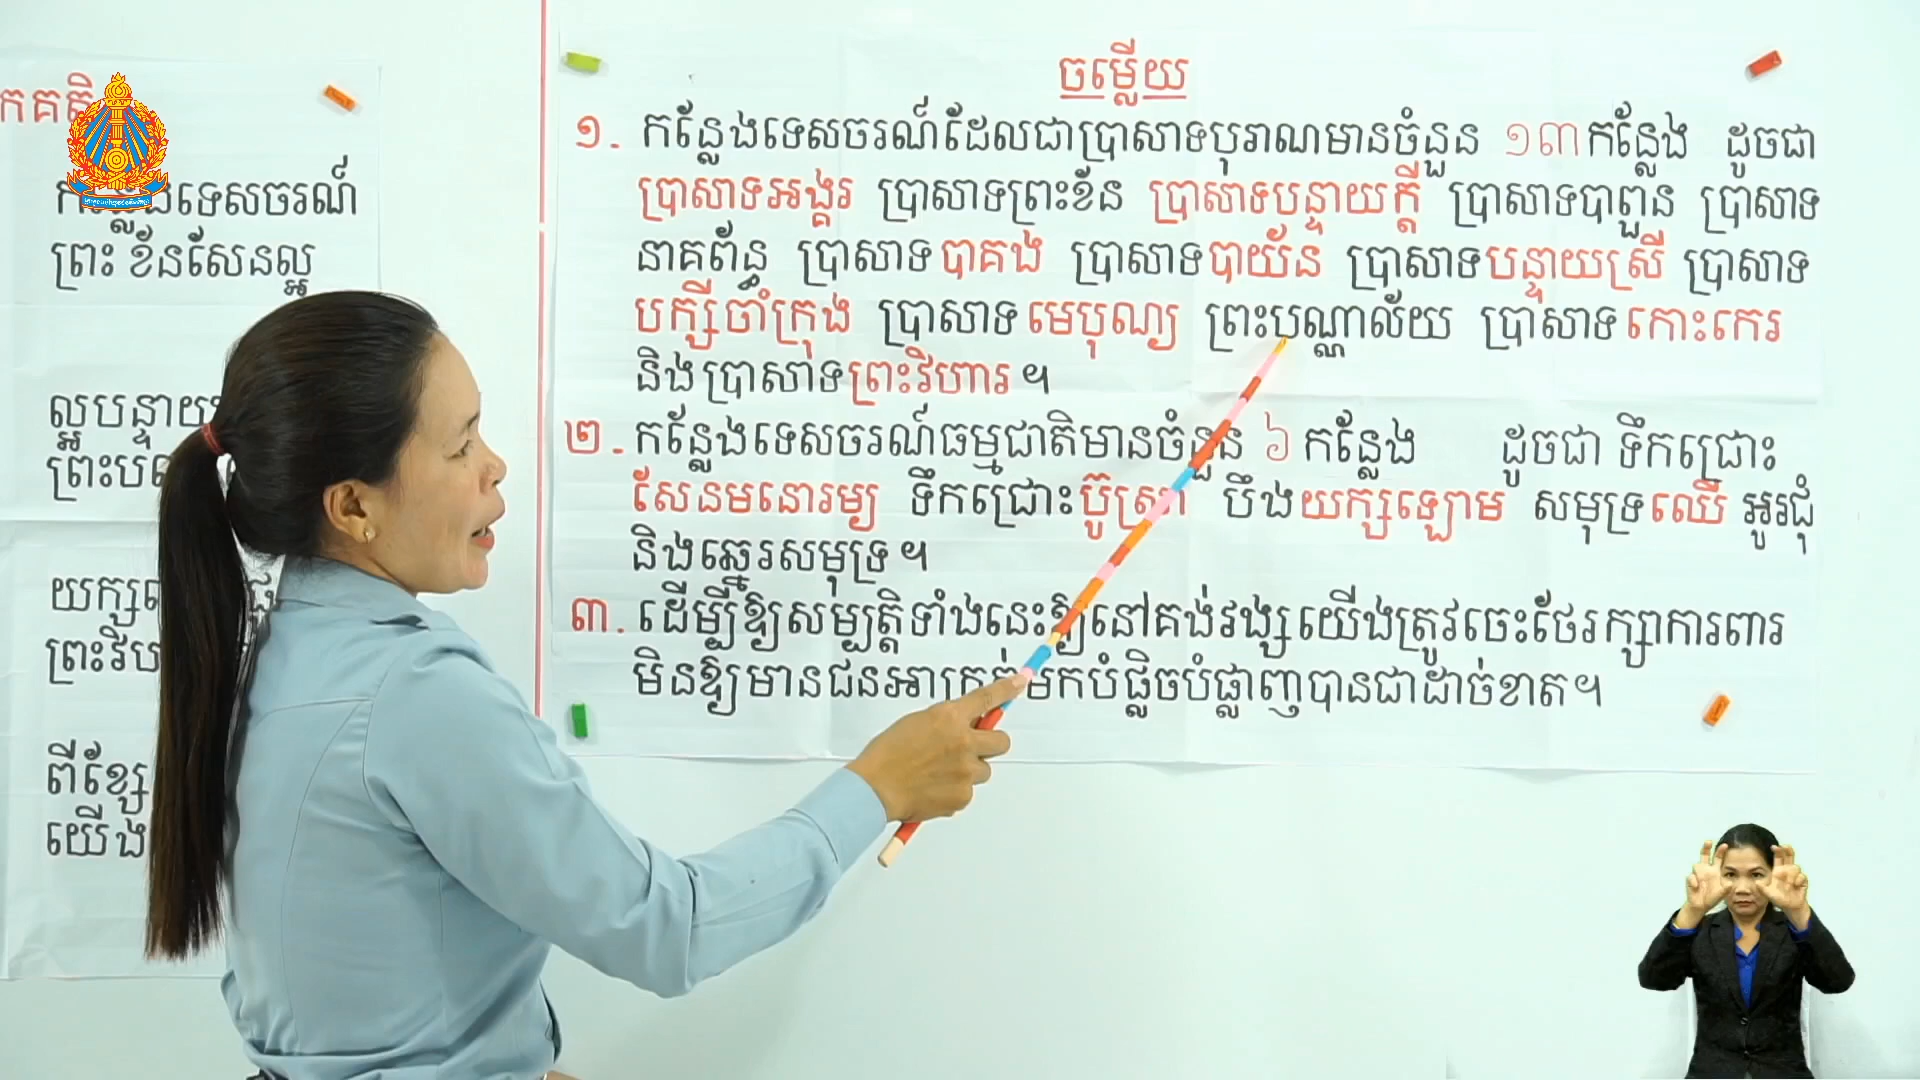 ចម្លើយ
១. កន្លែងទេសចរណ៍ដែលជាប្រាសាទបុរាណមានចំនួន ១៣កន្លែង ដូចជា
ប្រាសាទអង្គរ ប្រាសាទព្រះខ័ន ប្រាសាទបន្ទាយក្ដី ប្រាសាទបាពួន ប្រាសាទ
នាគព័ន្ធ ប្រាសាទបាគង ប្រាសាទបាយ័ន ប្រាសាទបន្ទាយស្រី ប្រាសាទ
បក្សីចាំក្រុង ប្រាសាទមេបុណ្យ ព្រះបណ្ណាល័យ ប្រាសាទកោះកេរ
និងប្រាសាទព្រះវិហារ។
២. កន្លែងទេសចរណ៍ធម្មជាតិមានចំនួន ៦ កន្លែង ដូចជា ទឹកជ្រោះ
សែនមនោរម្យ ទឹកជ្រោះប៊ូស្រា បឹងយក្សឡោម សមុទ្រឈើ អូរជុំ
និងឆ្នេរសមុទ្រ។
៣. ដើម្បីឱ្យសម្បត្តិទាំងនេះឱ្យនៅគង់វង្សយើងត្រូវចេះថែរក្សាការពារ
មិនឱ្យមានជនអាក្រក់មកបំផ្លិចបំផ្លាញបានជាដាច់ខាត។
កគតិ
កន្លែងទេសចរណ៍
ព្រះខ័នសែនល្អ
ល្អបន្ទាយ
ព្រះប
យក្ស
ព្រះវិហ
ពីខ្សែ
យើង